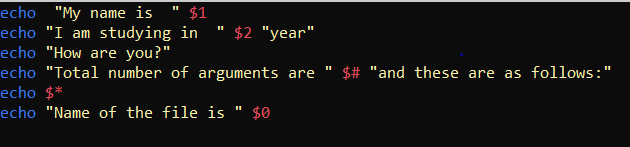 echo  "My name is  " $1
echo "I am studying in  " $2 "year"
echo "How are you?"
echo "Total number of arguments are " $# "and these are as follows:"
echo $*
echo "Name of the file is " $0